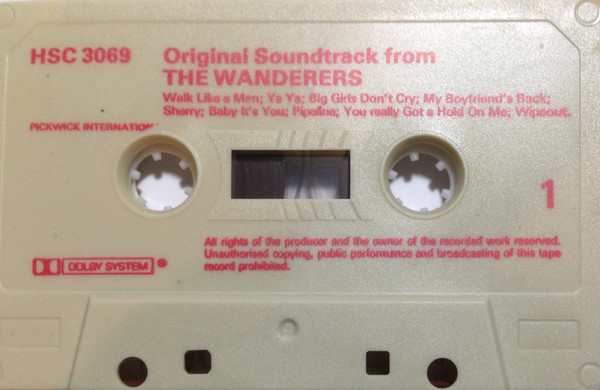 HSC 3069
Original Soundtrack from
THE WANDERERS
Walk Like a Man; Ya Ya; Big Girls Don't Cry; My Boyfriend's Back;
Sherry; Baby It's You; Pipeline; You really Got a Hold On Me; Wipeout.
PICKWICK INTERNATION
1
All rights of the producer and the owner of the recorded work reserved.
Unauthorised copying, public performance and broadcasting of this tape
record prohibited.
DOLBY SYSTEM